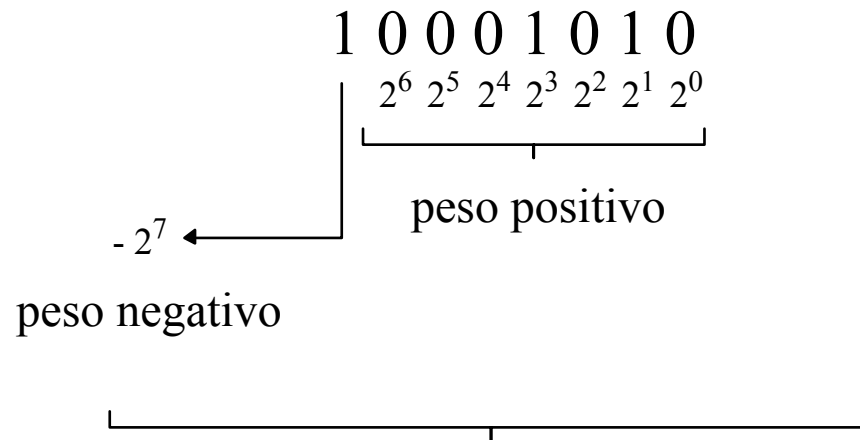 1 0 0 0 1 0 1 0
2⁶ 2⁵ 2⁴ 2³ 2² 2¹ 2⁰
peso positivo
- 2⁷
peso negativo